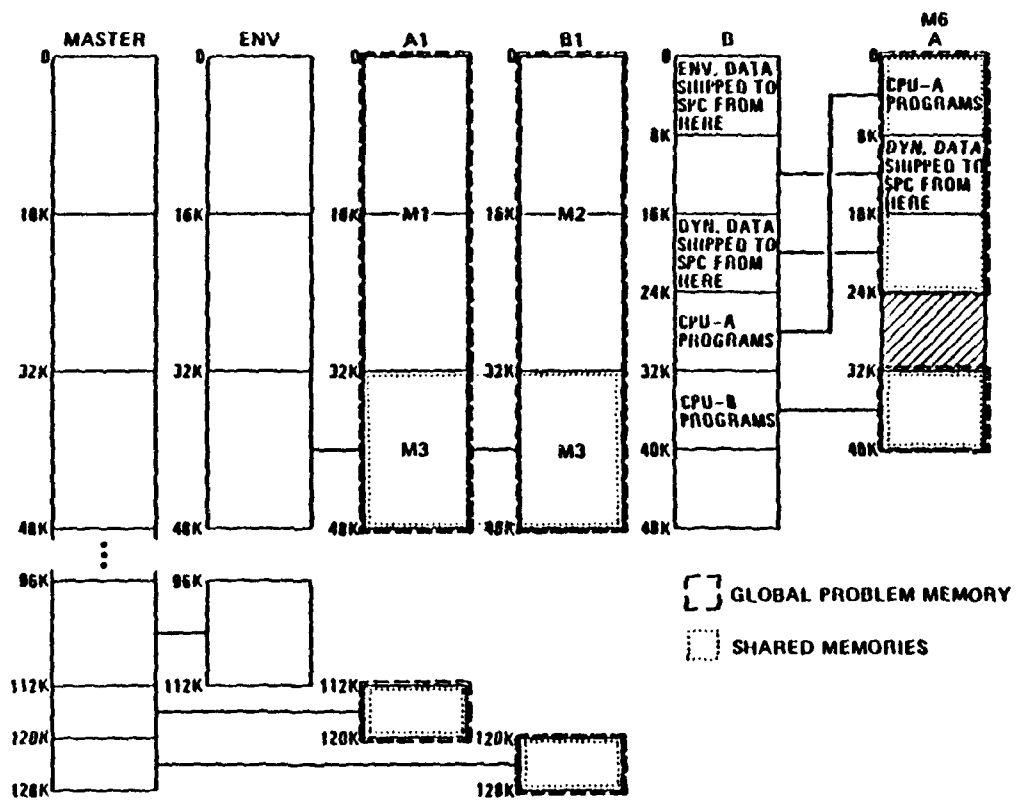 MASTER ENV A1 B1 B M6
A
0 0 0 0 0 0
ENV. DATA
SHIPPED TO
SPC FROM
HERE
CPU-A
PROGRAMS
8K 8K
DYN. DATA
SHIPPED TO
SPC FROM
HERE
16K 16K 16K M1 16K M2 16K 16K
DYN. DATA
SHIPPED TO
SPC FROM
HERE
24K 24K
CPU-A
PROGRAMS
32K 32K 32K 32K 32K 32K
CPU-B
PROGRAMS
M3 M3
40K 40K
48K 48K 48K 48K 48K
96K 96K
GLOBAL PROBLEM MEMORY
SHARED MEMORIES
112K 112K 112K
120K 120K 120K
128K 128K